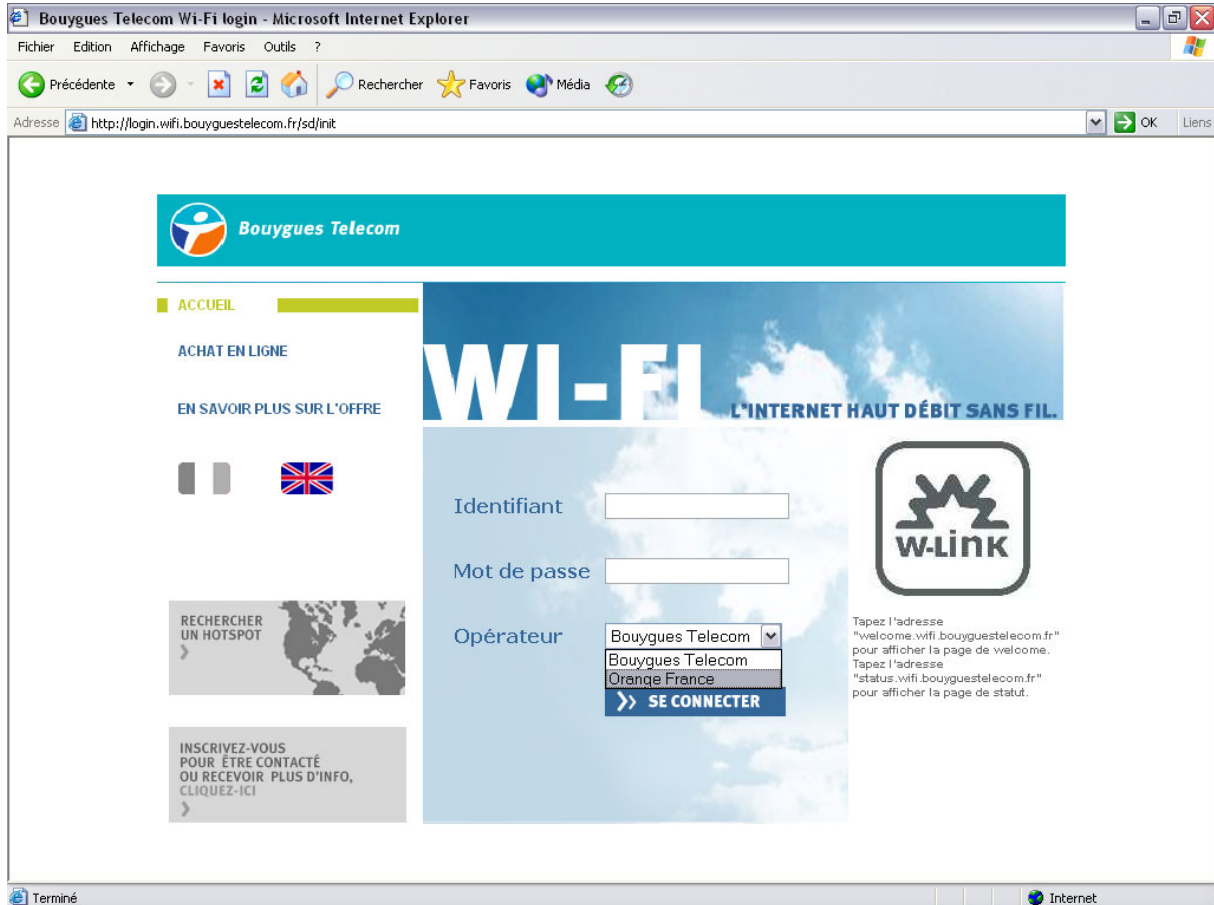 Bouygues Telecom Wi-Fi login - Microsoft Internet Explorer
Fichier Edition Affichage Favoris Outils ?
Précédente Rechercher Favoris Média
Adresse http://login.wifi.bouyguestelecom.fr/sd/init OK Liens
Bouygues Telecom
ACCUEIL
ACHAT EN LIGNE
EN SAVOIR PLUS SUR L'OFFRE
RECHERCHER
UN HOTSPOT
INSCRIVEZ-VOUS
POUR ÊTRE CONTACTÉ
OU RECEVOIR PLUS D'INFO,
CLIQUEZ-ICI
WI-FI
L'INTERNET HAUT DÉBIT SANS FIL.
Identifiant
Mot de passe
Opérateur Bouygues Telecom
Bouygues Telecom
Orange France
SE CONNECTER
W-LinK
Tapez l'adresse
"welcome.wifi.bouyguestelecom.fr"
pour afficher la page de welcome.
Tapez l'adresse
"status.wifi.bouyguestelecom.fr"
pour afficher la page de statut.
Terminé Internet